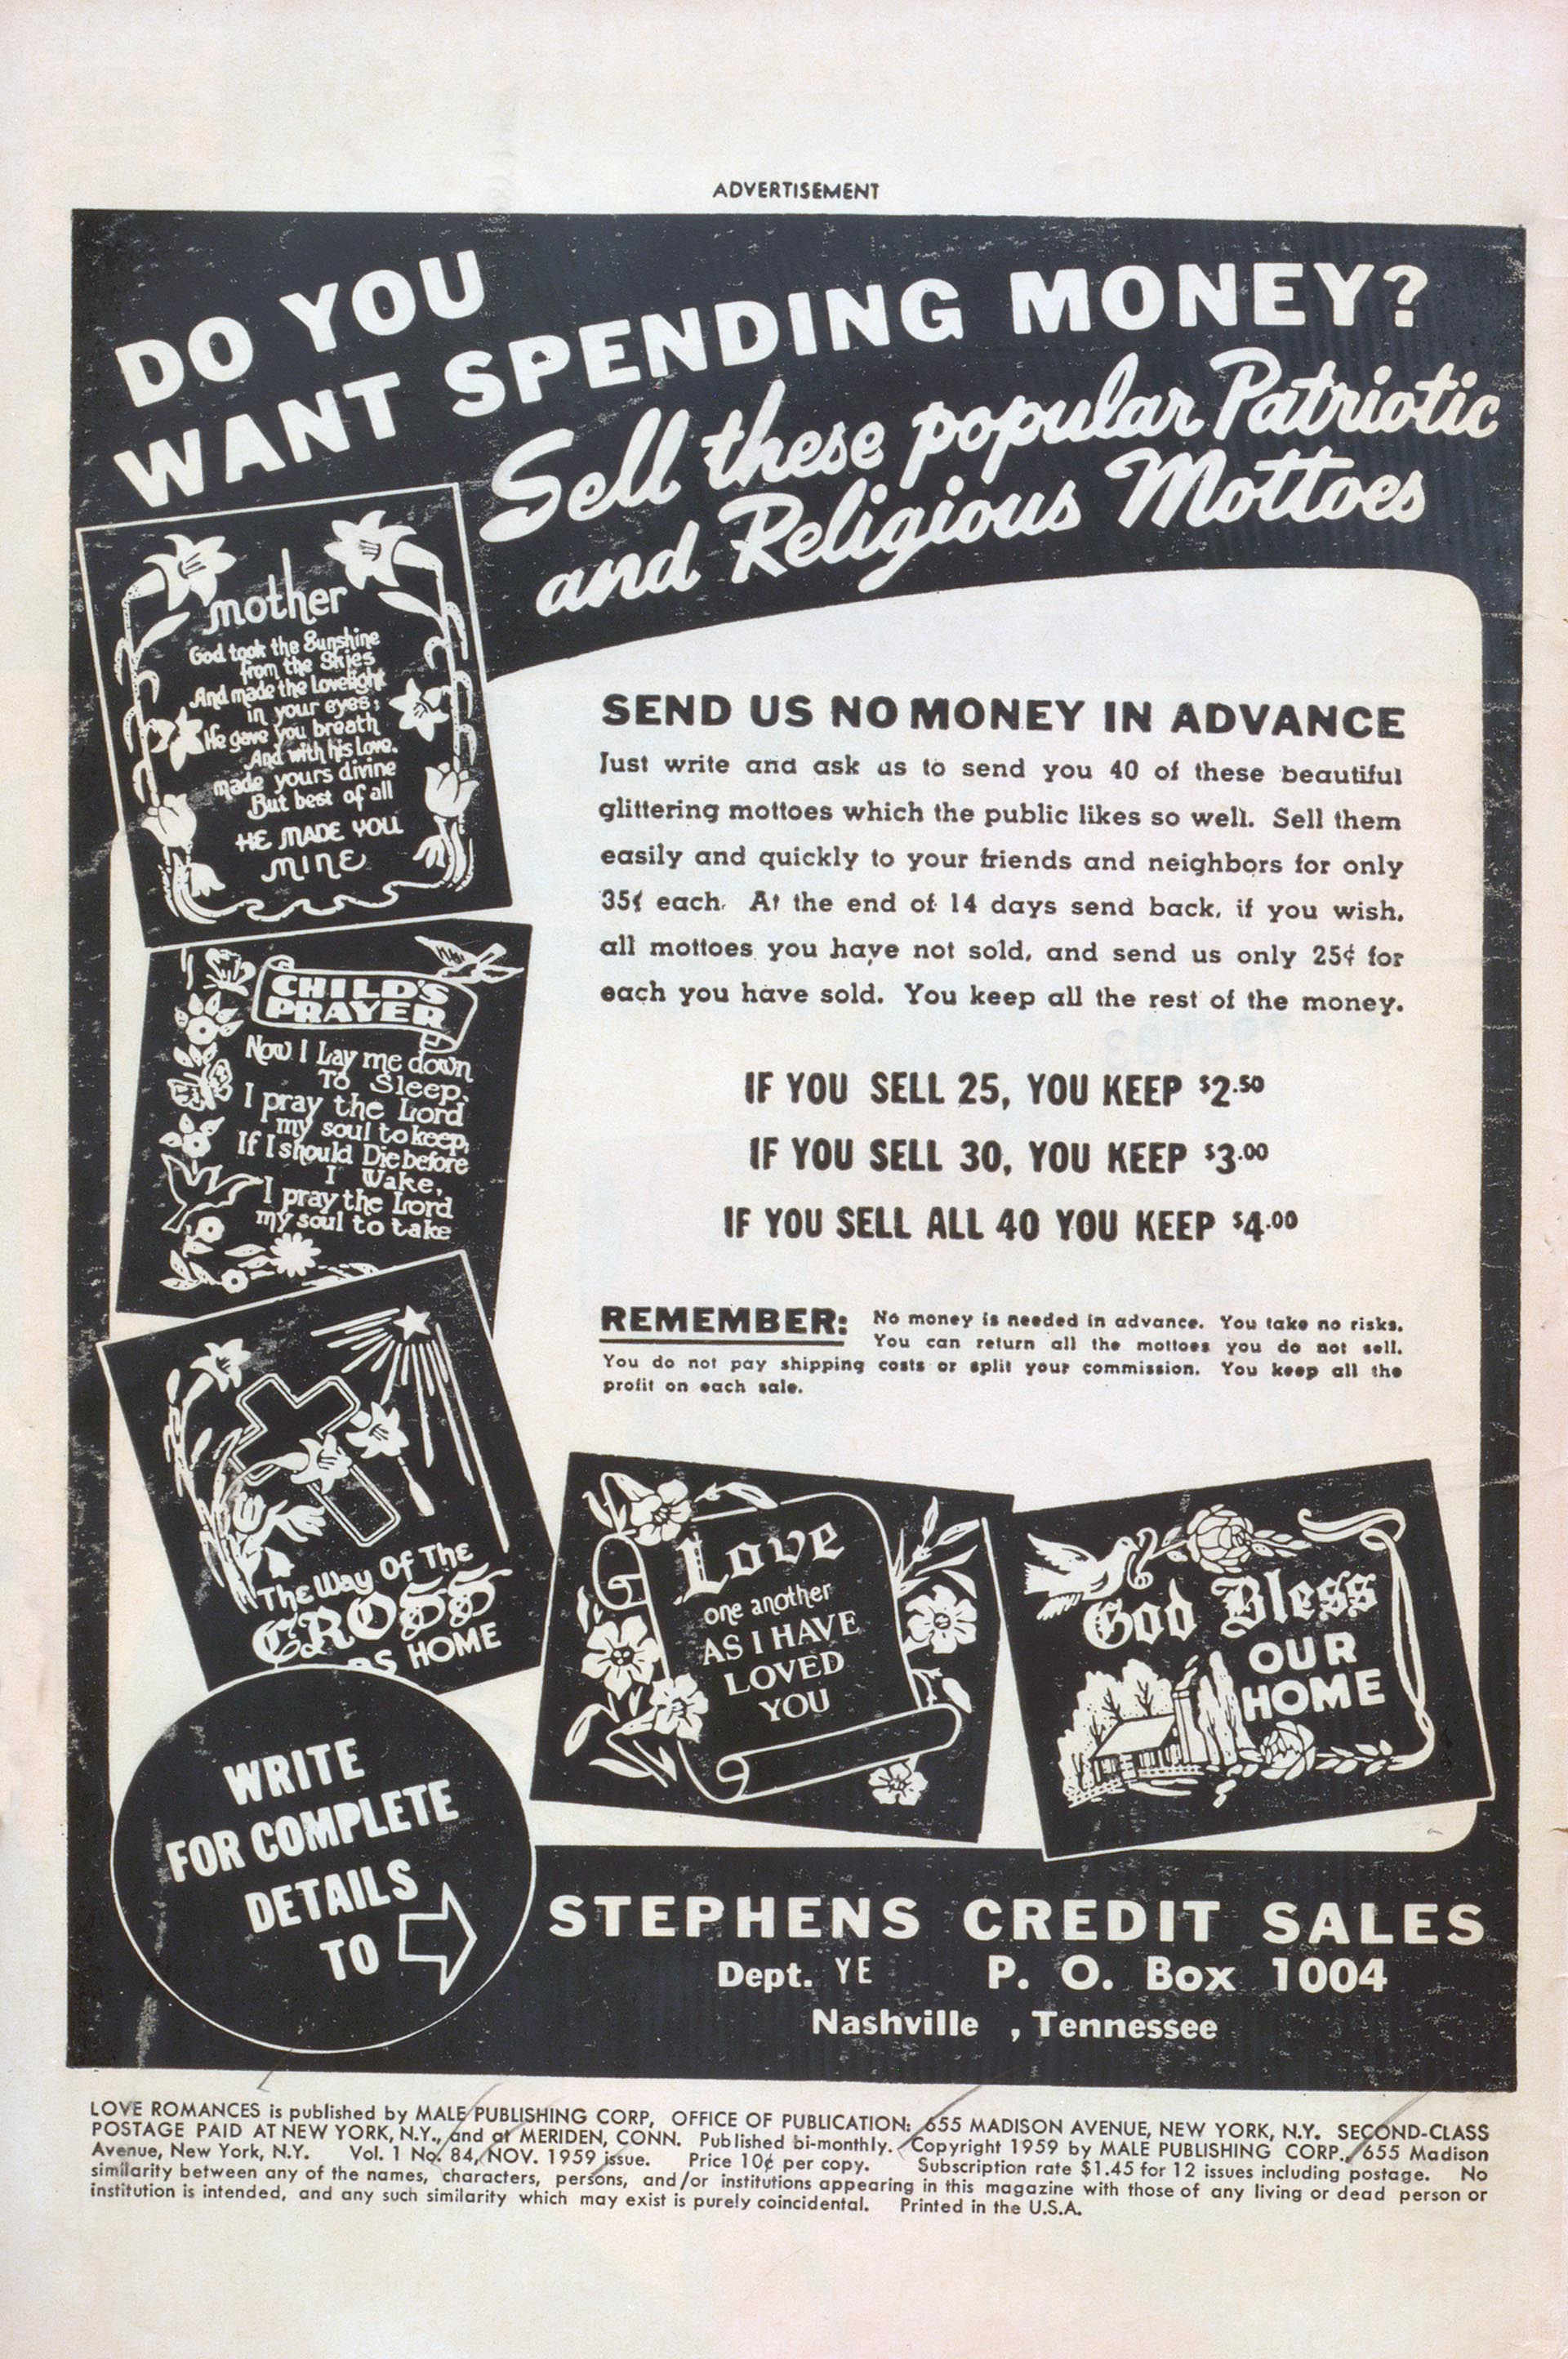 ADVERTISEMENT
DO YOU
WANT SPENDING MONEY?
Sell these popular Patriotic
and Religious Mottoes
mother
God took the Sunshine
from the Skies
And made the Lovelight
in your eyes;
He gave you breath
And with his Love.
made yours divine
But best of all
HE MADE YOU
MINE
CHILD'S
PRAYER
Now I Lay me down
To Sleep.
I pray the Lord
my soul to keep,
If I should Die before
I Wake,
I pray the Lord
my soul to take
The Way Of The
CROSS
HOME
SEND US NO MONEY IN ADVANCE
Just write and ask us to send you 40 of these beautiful
glittering mottoes which the public likes so well. Sell them
easily and quickly to your friends and neighbors for only
35¢ each. At the end of 14 days send back, if you wish,
all mottoes you have not sold, and send us only 25¢ for
each you have sold. You keep all the rest of the money.
IF YOU SELL 25, YOU KEEP $2.50
IF YOU SELL 30, YOU KEEP $3.00
IF YOU SELL ALL 40 YOU KEEP $4.00
REMEMBER: No money is needed in advance. You take no risks.
You can return all the mottoes you do not sell.
You do not pay shipping costs or split your commission. You keep all the
profit on each sale.
Love
one another
AS I HAVE
LOVED
YOU
God Bless
OUR
HOME
WRITE
FOR COMPLETE
DETAILS
TO
STEPHENS CREDIT SALES
Dept. YE P. O. Box 1004
Nashville , Tennessee
LOVE ROMANCES is published by MALE PUBLISHING CORP, OFFICE OF PUBLICATION: 655 MADISON AVENUE, NEW YORK, N.Y. SECOND-CLASS
POSTAGE PAID AT NEW YORK, N.Y., and at MERIDEN, CONN. Published bi-monthly. Copyright 1959 by MALE PUBLISHING CORP., 655 Madison
Avenue, New York, N.Y. Vol. 1 No. 84, NOV. 1959 issue. Price 10¢ per copy. Subscription rate $1.45 for 12 issues including postage. No
similarity between any of the names, characters, persons, and/or institutions appearing in this magazine with those of any living or dead person or
institution is intended, and any such similarity which may exist is purely coincidental. Printed in the U.S.A.